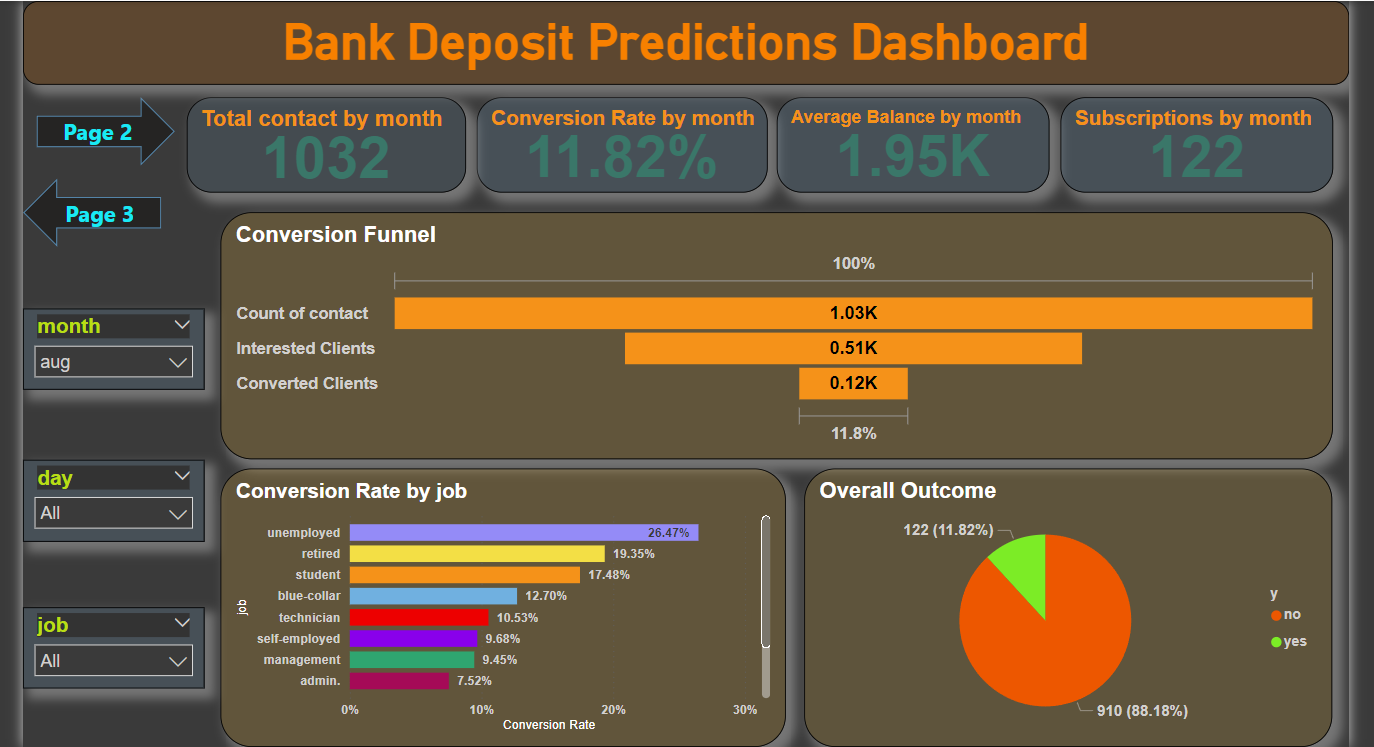 Bank Deposit Predictions Dashboard
Page 2
Total contact by month
1032
Conversion Rate by month
11.82%
Average Balance by month
1.95K
Subscriptions by month
122
Page 3
month
aug
day
All
job
All
Conversion Funnel
100%
Count of contact 1.03K
Interested Clients 0.51K
Converted Clients 0.12K
11.8%
Conversion Rate by job
job
unemployed 26.47%
retired 19.35%
student 17.48%
blue-collar 12.70%
technician 10.53%
self-employed 9.68%
management 9.45%
admin. 7.52%
0% 10% 20% 30%
Conversion Rate
Overall Outcome
122 (11.82%)
910 (88.18%)
y
no
yes